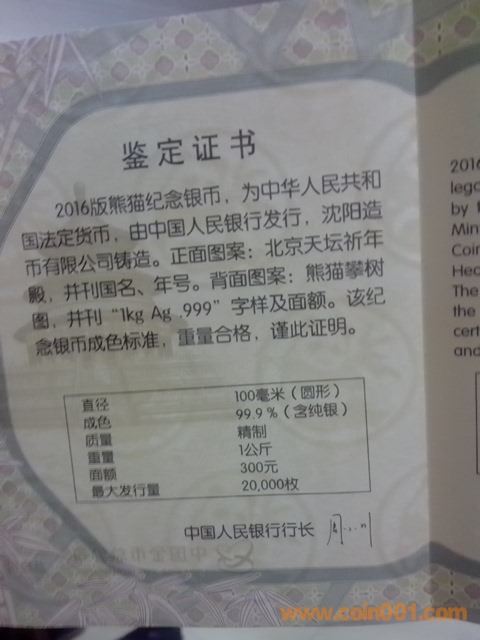 鉴定证书
2016版熊猫纪念银币，为中华人民共和
国法定货币，由中国人民银行发行，沈阳造
币有限公司铸造。正面图案：北京天坛祈年
殿，并刊国名、年号。背面图案：熊猫攀树
图，并刊“1kg Ag .999”字样及面额。该纪
念银币成色标准，重量合格，谨此证明。
直径 100毫米（圆形）
成色 99.9％（含纯银）
质量 精制
重量 1公斤
面额 300元
最大发行量 20,000枚
中国人民银行行长
2016
lega
by t
Min
Coin
Hea
The
the
cert
and
www.coin001.com